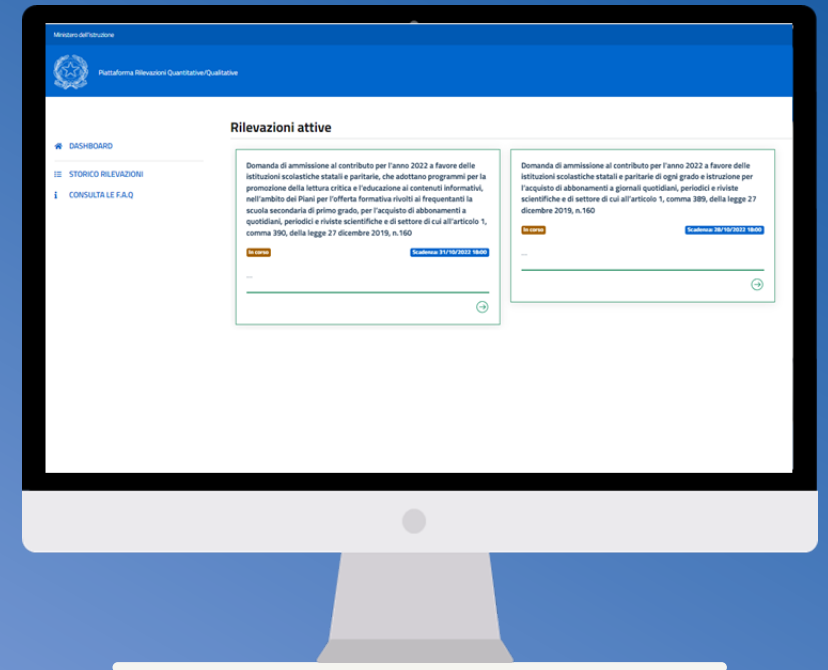 Ministero dell'Istruzione
Piattaforma Rilevazioni Quantitative/Qualitative
DASHBOARD
STORICO RILEVAZIONI
CONSULTA LE F.A.Q
Rilevazioni attive
Domanda di ammissione al contributo per l'anno 2022 a favore delle
istituzioni scolastiche statali e paritarie, che adottano programmi per la
promozione della lettura critica e l'educazione ai contenuti informativi,
nell'ambito dei Piani per l'offerta formativa rivolti ai frequentanti la
scuola secondaria di primo grado, per l'acquisto di abbonamenti a
quotidiani, periodici e riviste scientifiche e di settore di cui all'articolo 1,
comma 390, della legge 27 dicembre 2019, n.160
In corso
Scadenza: 31/10/2022 18:00
...
Domanda di ammissione al contributo per l'anno 2022 a favore delle
istituzioni scolastiche statali e paritarie di ogni grado e istruzione per
l'acquisto di abbonamenti a giornali quotidiani, periodici e riviste
scientifiche e di settore di cui all'articolo 1, comma 389, della legge 27
dicembre 2019, n.160
In corso
Scadenza: 28/10/2022 18:00
...